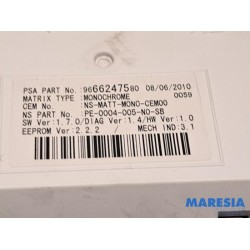 PSA PART No.:9666247580 08/06/2010
MATRIX TYPE :MONOCHROME 0059
CEM No. :NS-MATT-MONO-CEM00
NS PART No. :PE-0004-005-N0-SB
SW Ver:1.7.0/DIAG Ver:1.4/HW Ver:1.0
EEPROM Ver:2.2.2 / MECH IND:3.1
MARESIA